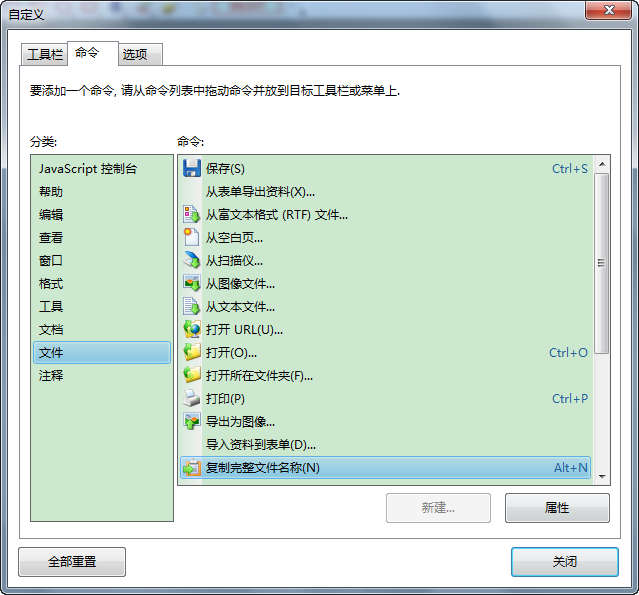 自定义
工具栏 命令 选项
要添加一个命令, 请从命令列表中拖动命令并放到目标工具栏或菜单上.
分类:
JavaScript 控制台
帮助
编辑
查看
窗口
格式
工具
文档
文件
注释
命令:
保存(S) Ctrl+S
从表单导出资料(X)...
从富文本格式 (RTF) 文件...
从空白页...
从扫描仪...
从图像文件...
从文本文件...
打开 URL(U)...
打开(O)... Ctrl+O
打开所在文件夹(F)...
打印(P) Ctrl+P
导出为图像...
导入资料到表单(D)...
复制完整文件名称(N) Alt+N
新建... 属性
全部重置 关闭